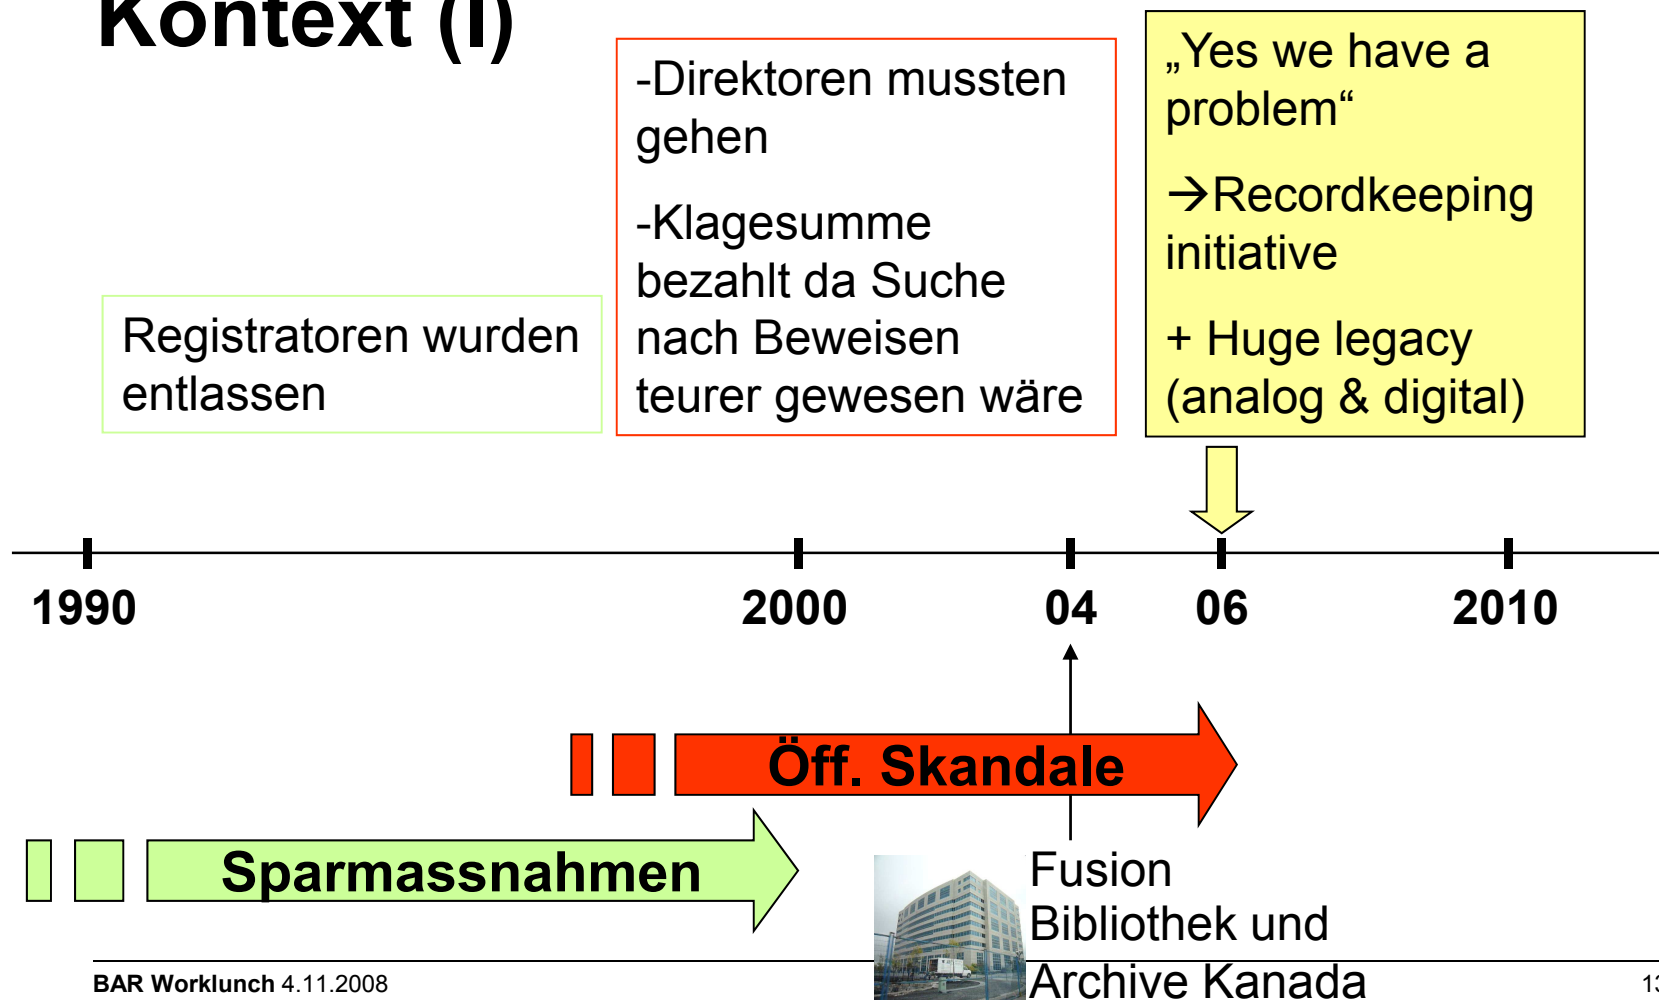 Kontext (I)
Registratoren wurden
entlassen
-Direktoren mussten
gehen
-Klagesumme
bezahlt da Suche
nach Beweisen
teurer gewesen wäre
„Yes we have a
problem“
→Recordkeeping
initiative
+ Huge legacy
(analog & digital)
1990 2000 04 06 2010
Öff. Skandale
Sparmassnahmen
Fusion
Bibliothek und
Archive Kanada
BAR Worklunch 4.11.2008
13